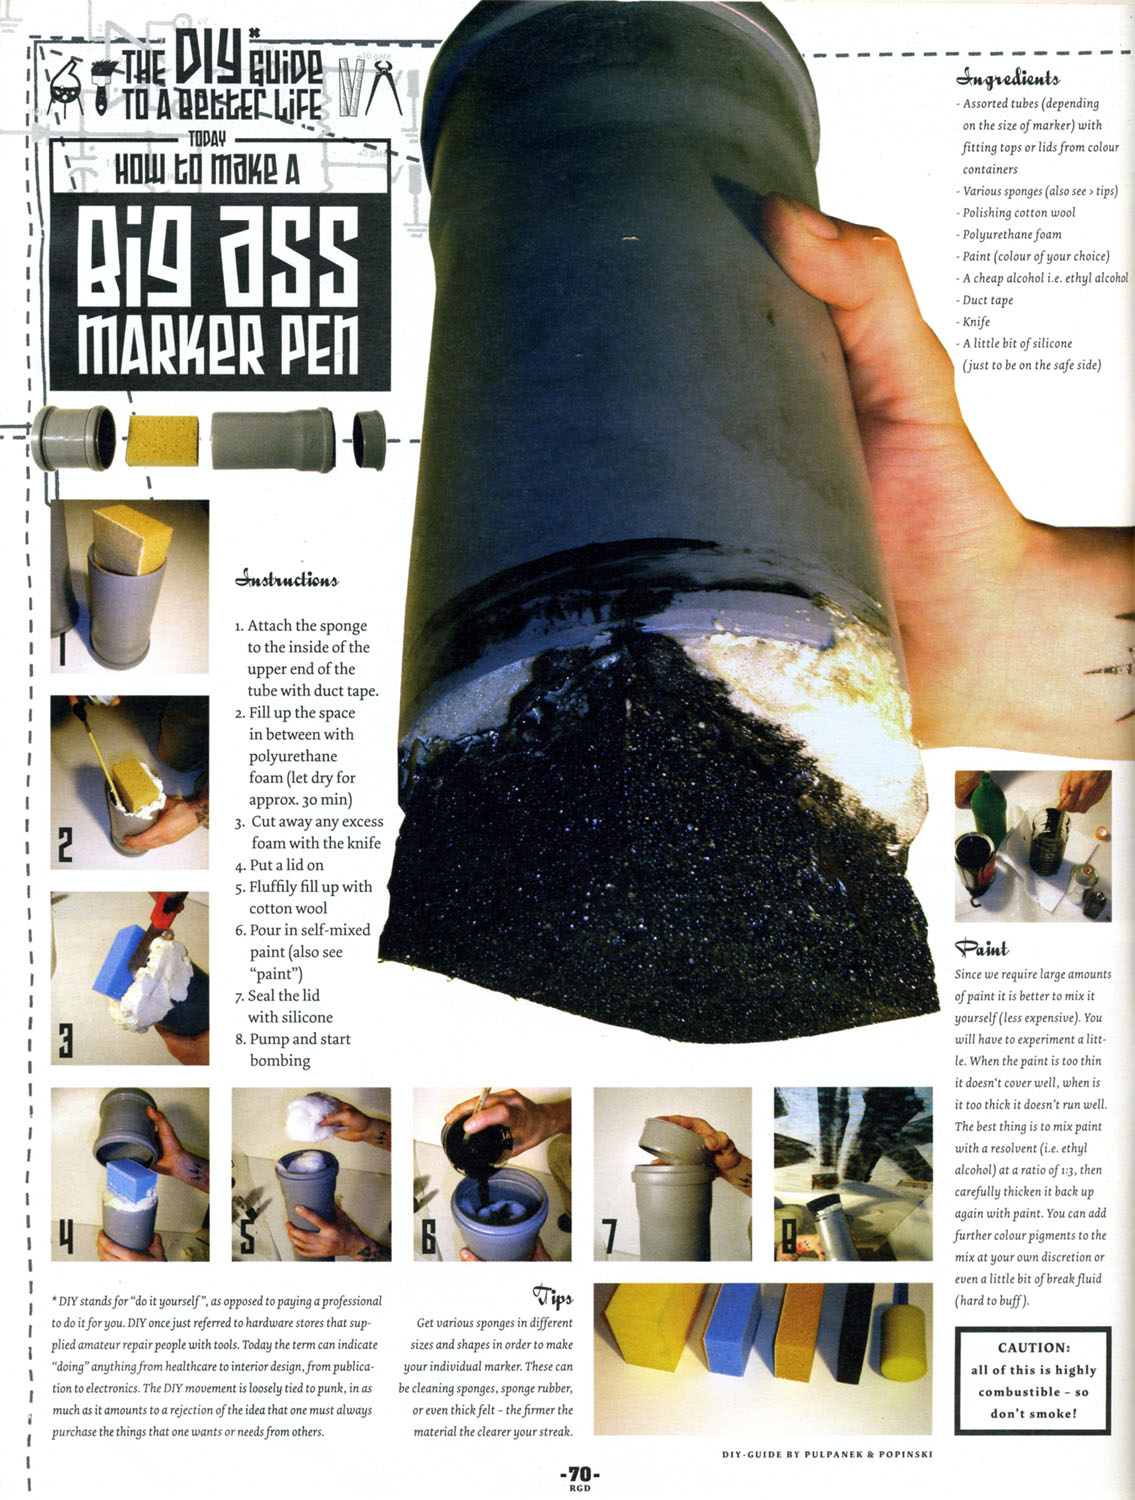 THE DIY* GUIDE
TO A BETTER LIFE
TODAY
HOW TO MAKE A
BIG ASS
MARKER PEN
Ingredients
- Assorted tubes (depending
on the size of marker) with
fitting tops or lids from colour
containers
- Various sponges (also see > tips)
- Polishing cotton wool
- Polyurethane foam
- Paint (colour of your choice)
- A cheap alcohol i.e. ethyl alcohol
- Duct tape
- Knife
- A little bit of silicone
(just to be on the safe side)
1
2
3
Instructions
1. Attach the sponge
to the inside of the
upper end of the
tube with duct tape.
2. Fill up the space
in between with
polyurethane
foam (let dry for
approx. 30 min)
3. Cut away any excess
foam with the knife
4. Put a lid on
5. Fluffily fill up with
cotton wool
6. Pour in self-mixed
paint (also see
"paint")
7. Seal the lid
with silicone
8. Pump and start
bombing
4
5
6
7
8
Paint
Since we require large amounts
of paint it is better to mix it
yourself (less expensive). You
will have to experiment a litt-
le. When the paint is too thin
it doesn't cover well, when is
it too thick it doesn't run well.
The best thing is to mix paint
with a resolvent (i.e. ethyl
alcohol) at a ratio of 1:3, then
carefully thicken it back up
again with paint. You can add
further colour pigments to the
mix at your own discretion or
even a little bit of break fluid
(hard to buff).
* DIY stands for "do it yourself", as opposed to paying a professional
to do it for you. DIY once just referred to hardware stores that sup-
plied amateur repair people with tools. Today the term can indicate
"doing" anything from healthcare to interior design, from publica-
tion to electronics. The DIY movement is loosely tied to punk, in as
much as it amounts to a rejection of the idea that one must always
purchase the things that one wants or needs from others.
Tips
Get various sponges in different
sizes and shapes in order to make
your individual marker. These can
be cleaning sponges, sponge rubber,
or even thick felt - the firmer the
material the clearer your streak.
CAUTION:
all of this is highly
combustible - so
don't smoke!
DIY-GUIDE BY PULPANEK & POPINSKI
-70-
RGD